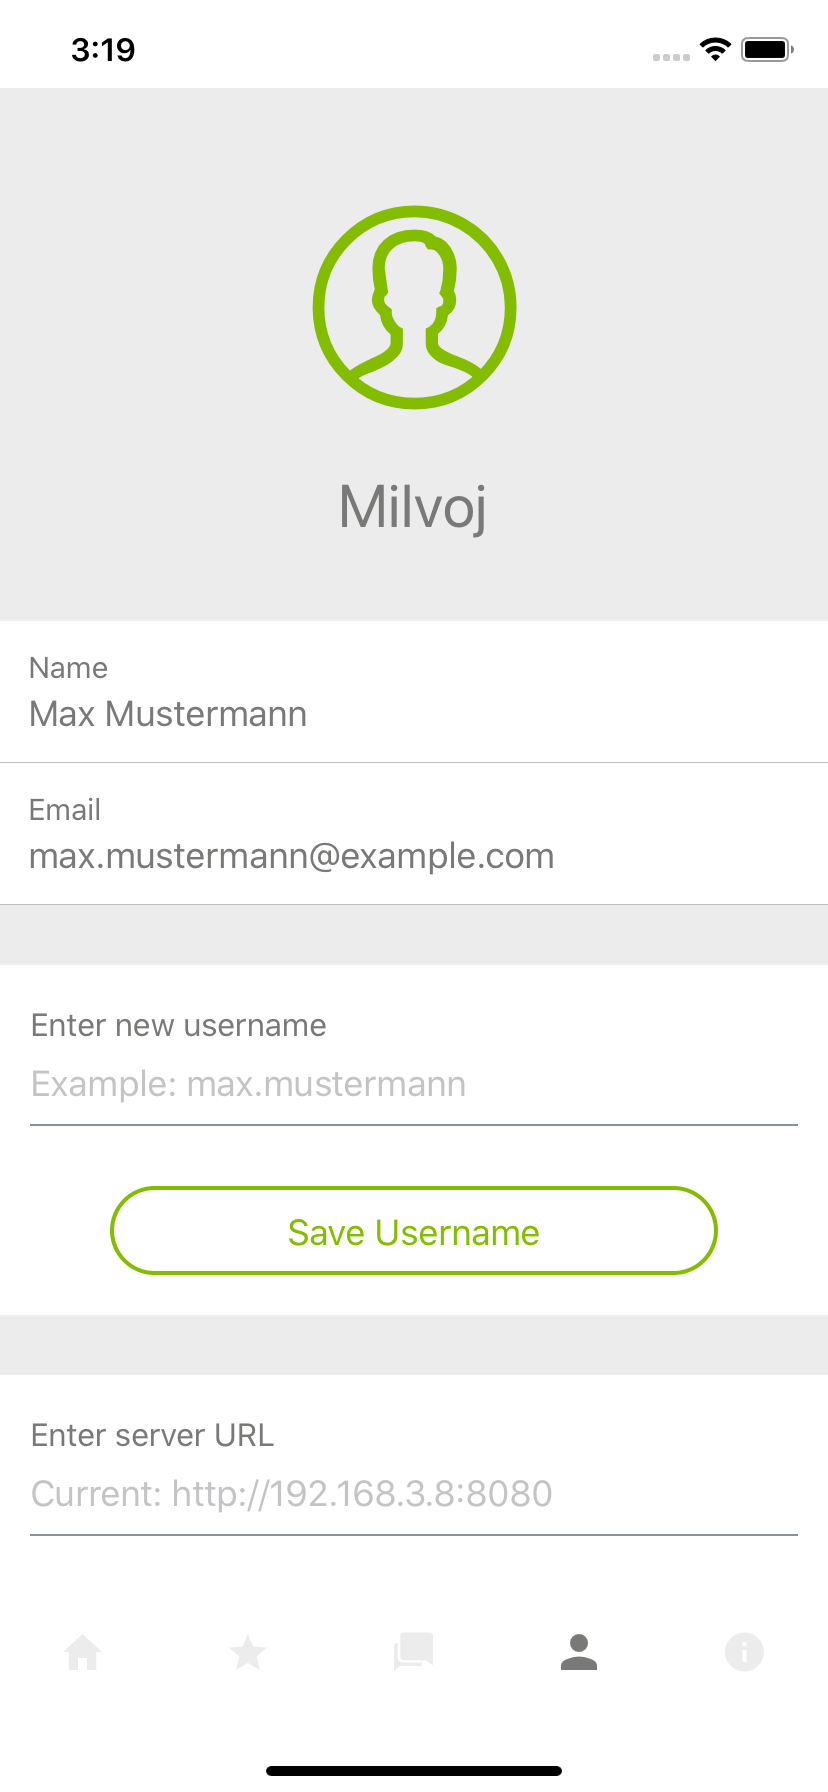 3:19
Milvoj
Name
Max Mustermann
Email
max.mustermann@example.com
Enter new username
Example: max.mustermann
Save Username
Enter server URL
Current: http://192.168.3.8:8080